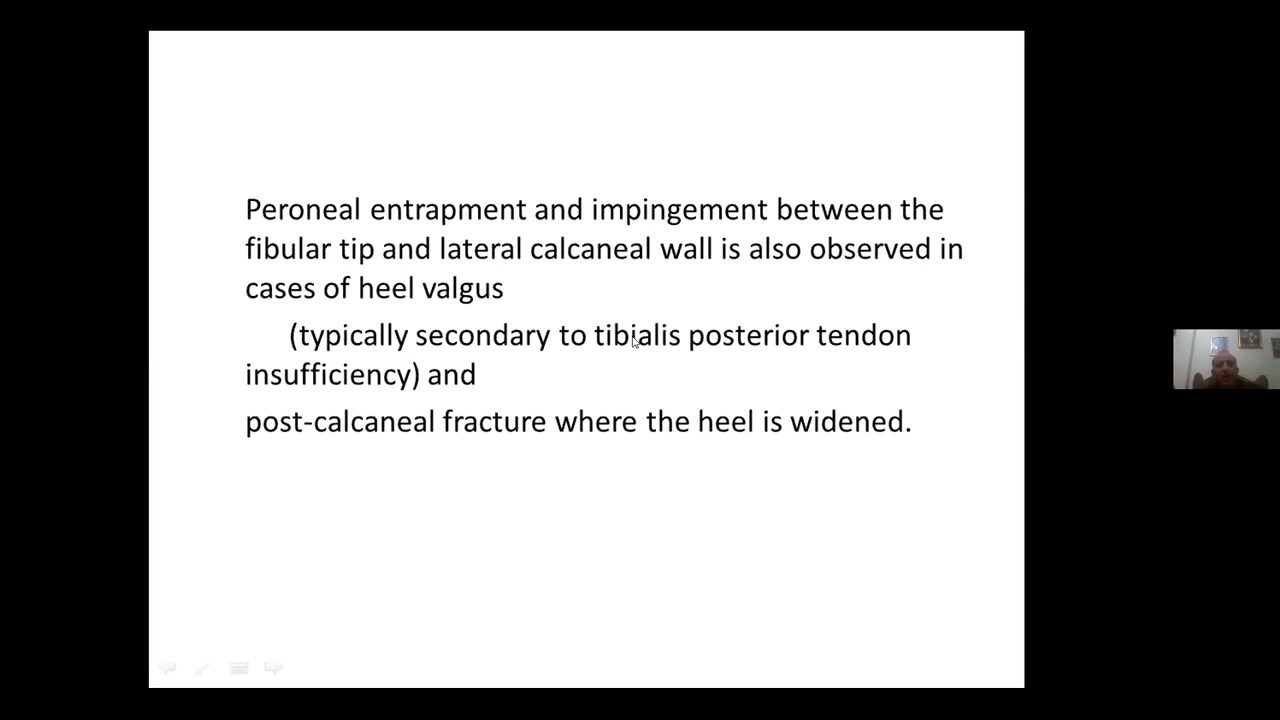 Peroneal entrapment and impingement between the
fibular tip and lateral calcaneal wall is also observed in
cases of heel valgus
(typically secondary to tibialis posterior tendon
insufficiency) and
post-calcaneal fracture where the heel is widened.